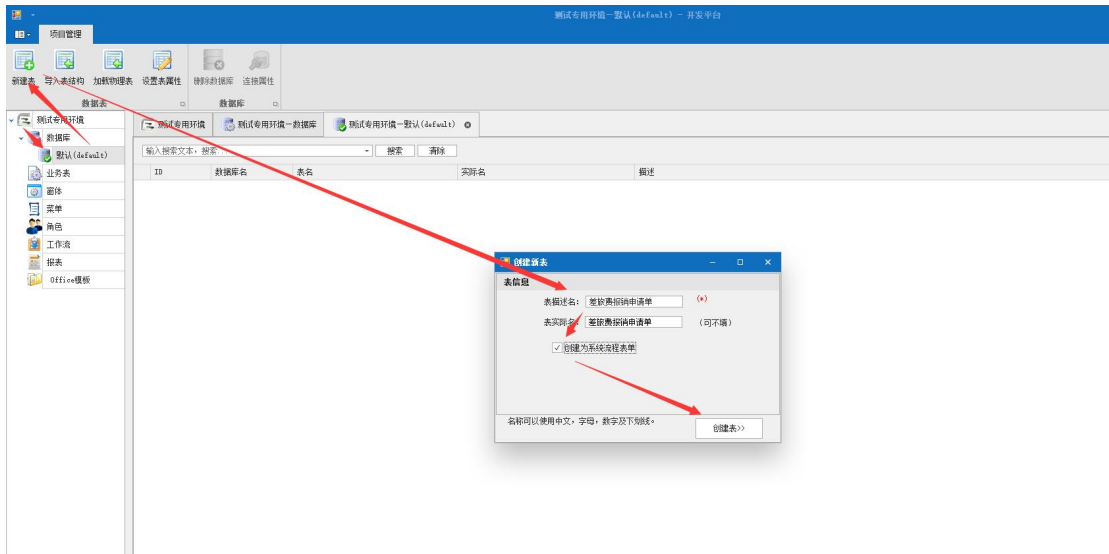 测试专用环境-默认(default) - 开发平台
项目管理
新建表 导入表结构 加载物理表 设置表属性 删除数据库 连接属性
数据表 数据库
测试专用环境
数据库
默认(default)
业务表
窗体
菜单
角色
工作流
报表
Office模板
测试专用环境 测试专用环境-数据库 测试专用环境-默认(default)
输入搜索文本,搜索... 搜索 清除
ID 数据库名 表名 实际名 描述
创建新表
表信息
表描述名: 差旅费报销申请单 (*)
表实际名: 差旅费报销申请单 (可不填)
创建为系统流程表单
名称可以使用中文,字母,数字及下划线。
创建表>>